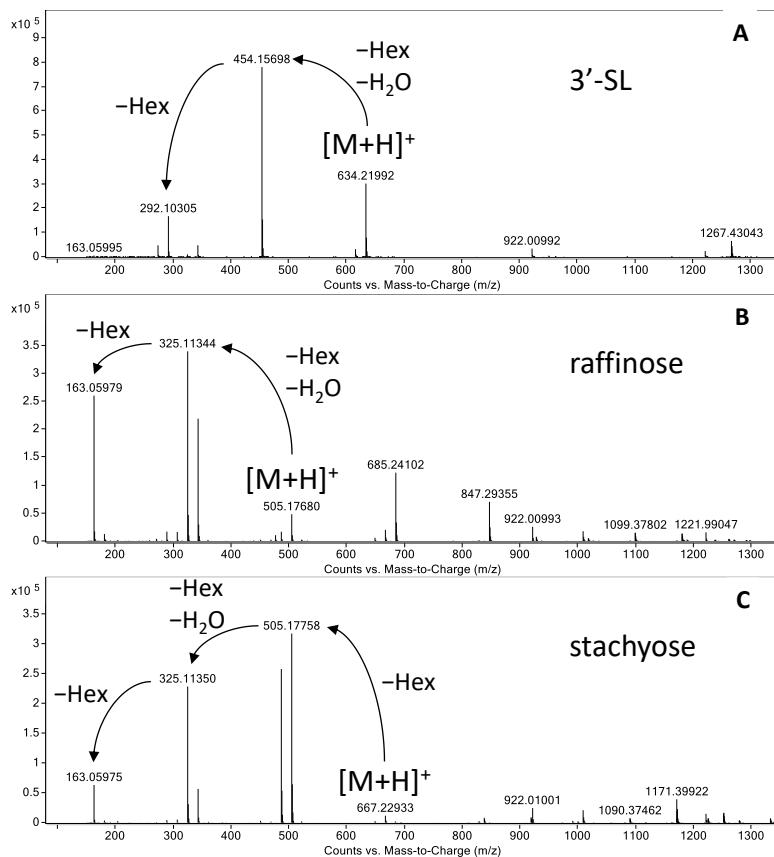 x10 5
A
9
8
7
6
5
4
3
2
1
0
454.15698
−Hex
−H2O
3’-SL
−Hex
[M+H]+
634.21992
292.10305
163.05995
922.00992
1267.43043
200 300 400 500 600 700 800 900 1000 1100 1200 1300
Counts vs. Mass-to-Charge (m/z)
x10 5
B
3.5
3
2.5
2
1.5
1
0.5
0
−Hex
325.11344
−Hex
−H2O
raffinose
163.05979
[M+H]+
505.17680
685.24102
847.29355
922.00993
1099.37802
1221.99047
200 300 400 500 600 700 800 900 1000 1100 1200 1300
Counts vs. Mass-to-Charge (m/z)
−Hex
−H2O
x10 5
C
3.5
3
2.5
2
1.5
1
0.5
0
505.17758
stachyose
325.11350
−Hex
−Hex
[M+H]+
163.05975
667.22933
922.01001
1090.37462
1171.39922
200 300 400 500 600 700 800 900 1000 1100 1200 1300
Counts vs. Mass-to-Charge (m/z)